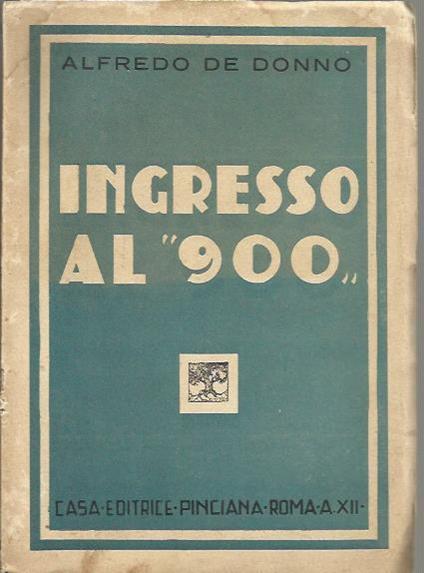 ALFREDO DE DONNO
INGRESSO
AL "900„
CASA·EDITRICE·PINCIANA·ROMA·A.XII·